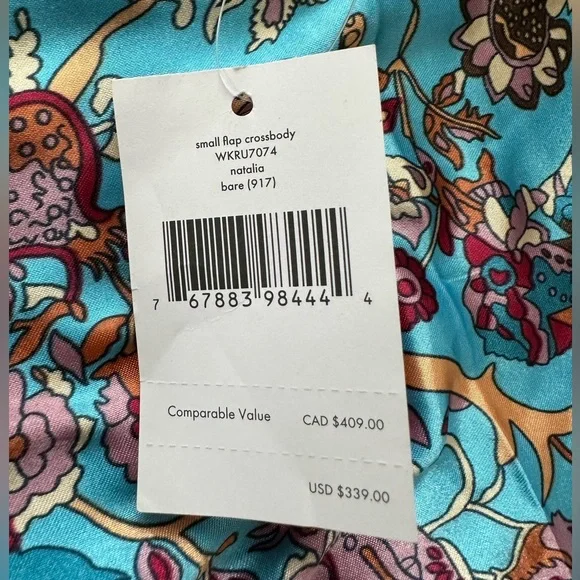 small flap crossbody
WKRU7074
natalia
bare (917)
7 67883 98444 4
Comparable Value CAD $409.00
USD $339.00